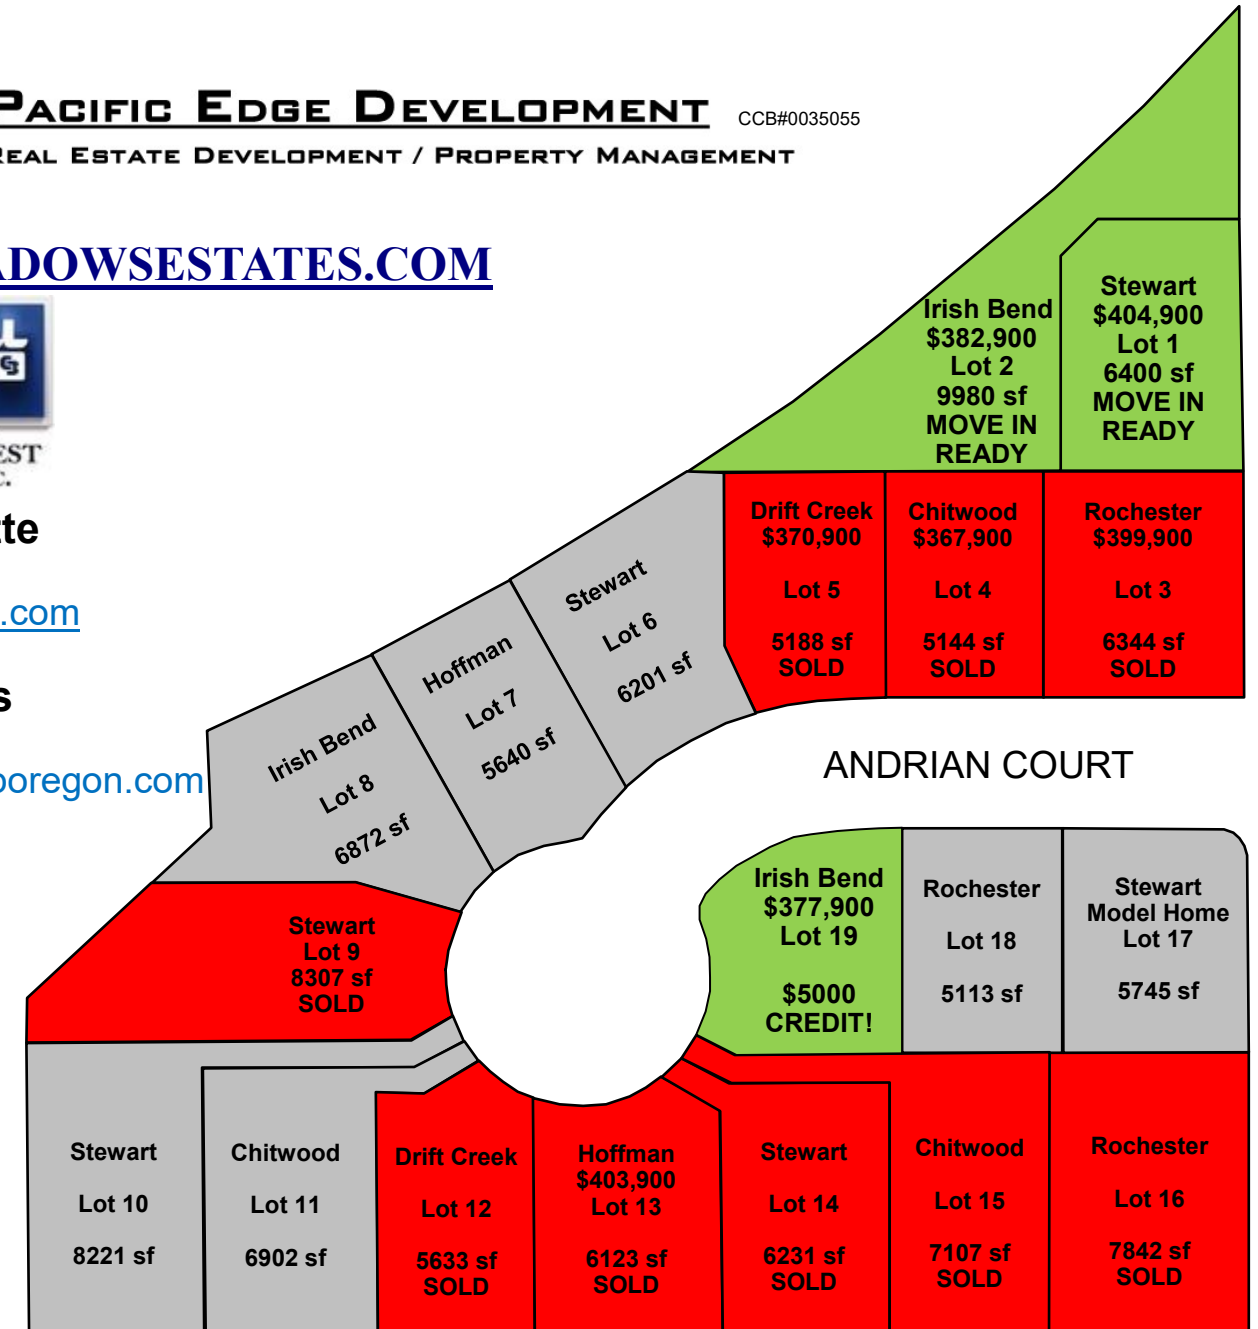 PACIFIC EDGE DEVELOPMENT
CCB#0035055
REAL ESTATE DEVELOPMENT / PROPERTY MANAGEMENT
ADOWSESTATES.COM
EST
C.
tte
s.com
s
ooregon.com
Irish Bend
$382,900
Lot 2
9980 sf
MOVE IN
READY
Stewart
$404,900
Lot 1
6400 sf
MOVE IN
READY
Drift Creek
$370,900
Lot 5
5188 sf
SOLD
Chitwood
$367,900
Lot 4
5144 sf
SOLD
Rochester
$399,900
Lot 3
6344 sf
SOLD
Stewart
Lot 6
6201 sf
Hoffman
Lot 7
5640 sf
Irish Bend
Lot 8
6872 sf
ANDRIAN COURT
Stewart
Lot 9
8307 sf
SOLD
Irish Bend
$377,900
Lot 19
$5000
CREDIT!
Rochester
Lot 18
5113 sf
Stewart
Model Home
Lot 17
5745 sf
Stewart
Lot 10
8221 sf
Chitwood
Lot 11
6902 sf
Drift Creek
Lot 12
5633 sf
SOLD
Hoffman
$403,900
Lot 13
6123 sf
SOLD
Stewart
Lot 14
6231 sf
SOLD
Chitwood
Lot 15
7107 sf
SOLD
Rochester
Lot 16
7842 sf
SOLD